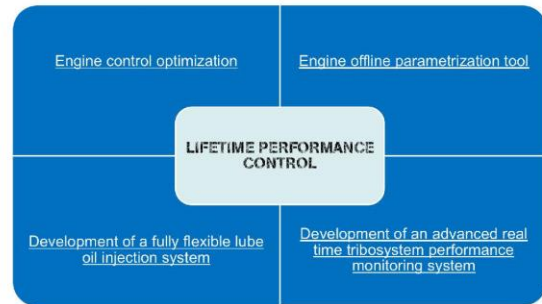 Engine control optimization
Engine offline parametrization tool
LIFETIME PERFORMANCE
CONTROL
Development of a fully flexible lube
oil injection system
Development of an advanced real
time tribosystem performance
monitoring system